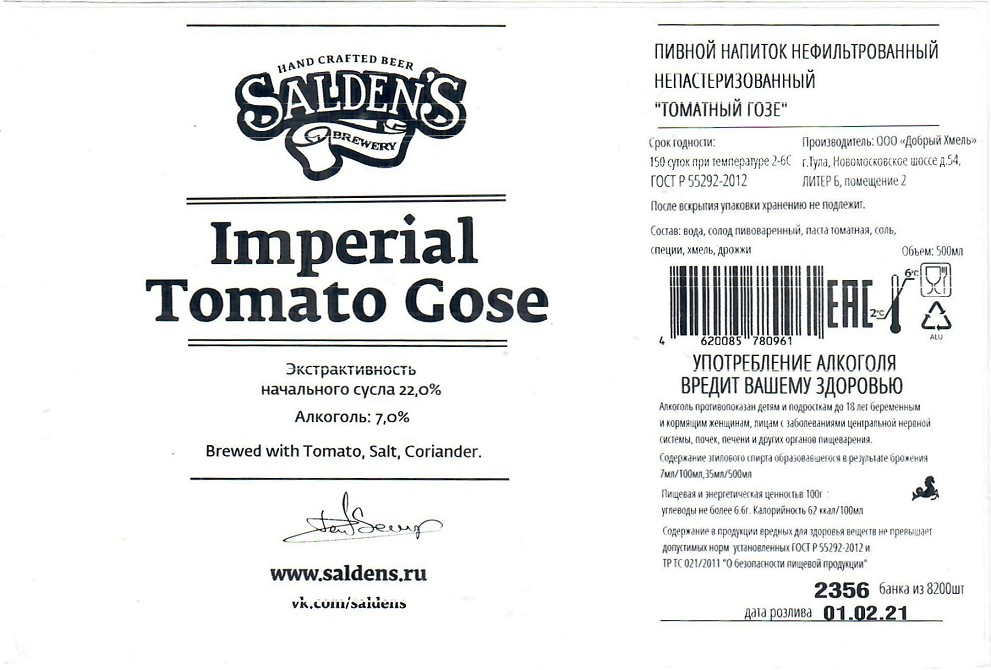 HAND CRAFTED BEER
SALDEN'S
BREWERY
Imperial
Tomato Gose
Экстрактивность
начального сусла 22,0%
Алкоголь: 7,0%
Brewed with Tomato, Salt, Coriander.
www.saldens.ru
vk.com/saldens
ПИВНОЙ НАПИТОК НЕФИЛЬТРОВАННЫЙ
НЕПАСТЕРИЗОВАННЫЙ
"ТОМАТНЫЙ ГОЗЕ"
Срок годности:
150 суток при температуре 2-6С
ГОСТ Р 55292-2012
Производитель: ООО «Добрый Хмель»
г.Тула, Новомосковское шоссе д.54,
ЛИТЕР Б, помещение 2
После вскрытия упаковки хранению не подлежит.
Состав: вода, солод пивоваренный, паста томатная, соль,
специи, хмель, дрожжи
Объем: 500мл
4 620085 780961
EAC
6°C
2°C
ALU
УПОТРЕБЛЕНИЕ АЛКОГОЛЯ
ВРЕДИТ ВАШЕМУ ЗДОРОВЬЮ
Алкоголь противопоказан детям и подросткам до 18 лет беременным
и кормящим женщинам, лицам с заболеваниями центральной нервной
системы, почек, печени и других органов пищеварения.
Содержание этилового спирта образовавшегося в результате брожения
7мл/100мл,35мл/500мл
Пищевая и энергетическая ценностьв 100г :
углеводы не более 6.6г. Калорийность 62 ккал/100мл
Содержание в продукции вредных для здоровья веществ не превышает
допустимых норм установленных ГОСТ Р 55292-2012 и
ТР ТС 021/2011 "О безопасности пищевой продукции"
2356 банка из 8200шт
дата розлива 01.02.21